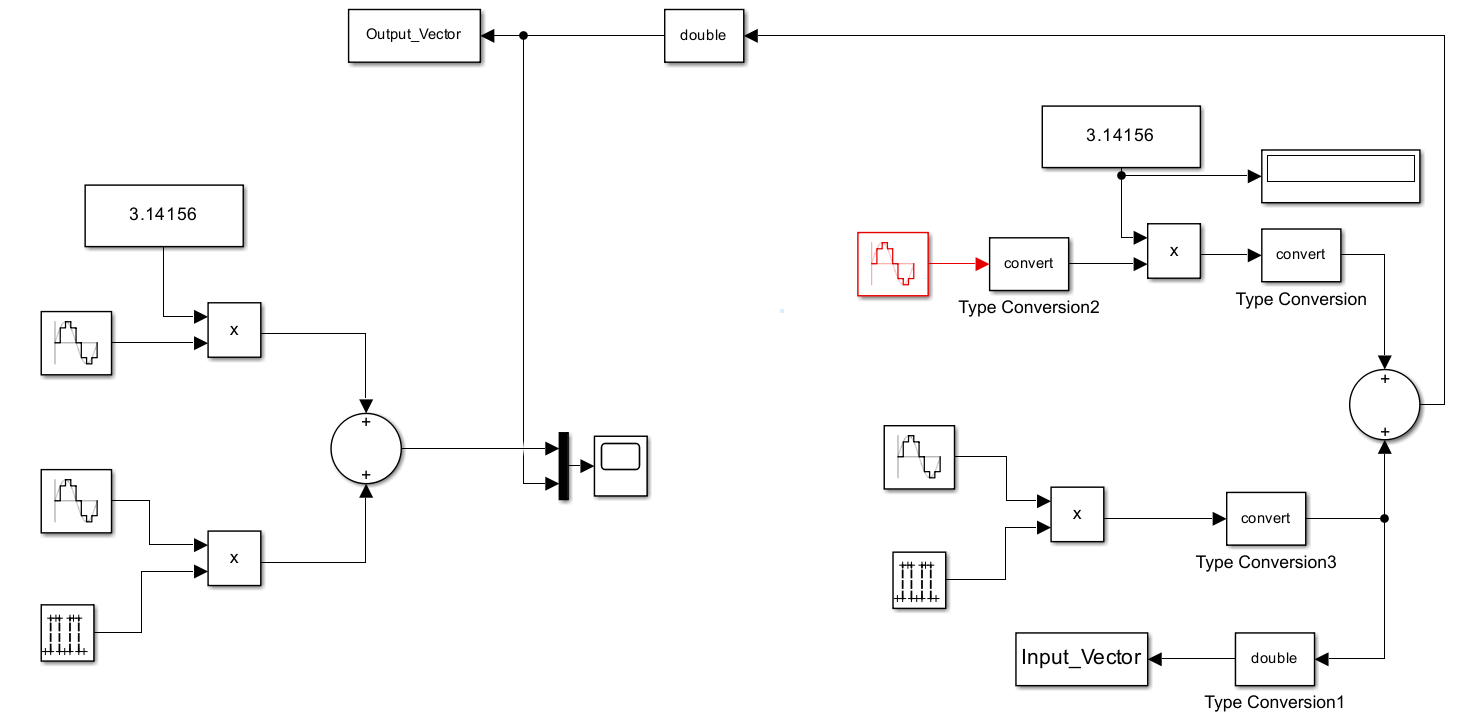 Output_Vector
double
3.14156
3.14156
convert
Type Conversion2
x
convert
Type Conversion
x
+
+
+
+
x
x
convert
Type Conversion3
Input_Vector
double
Type Conversion1